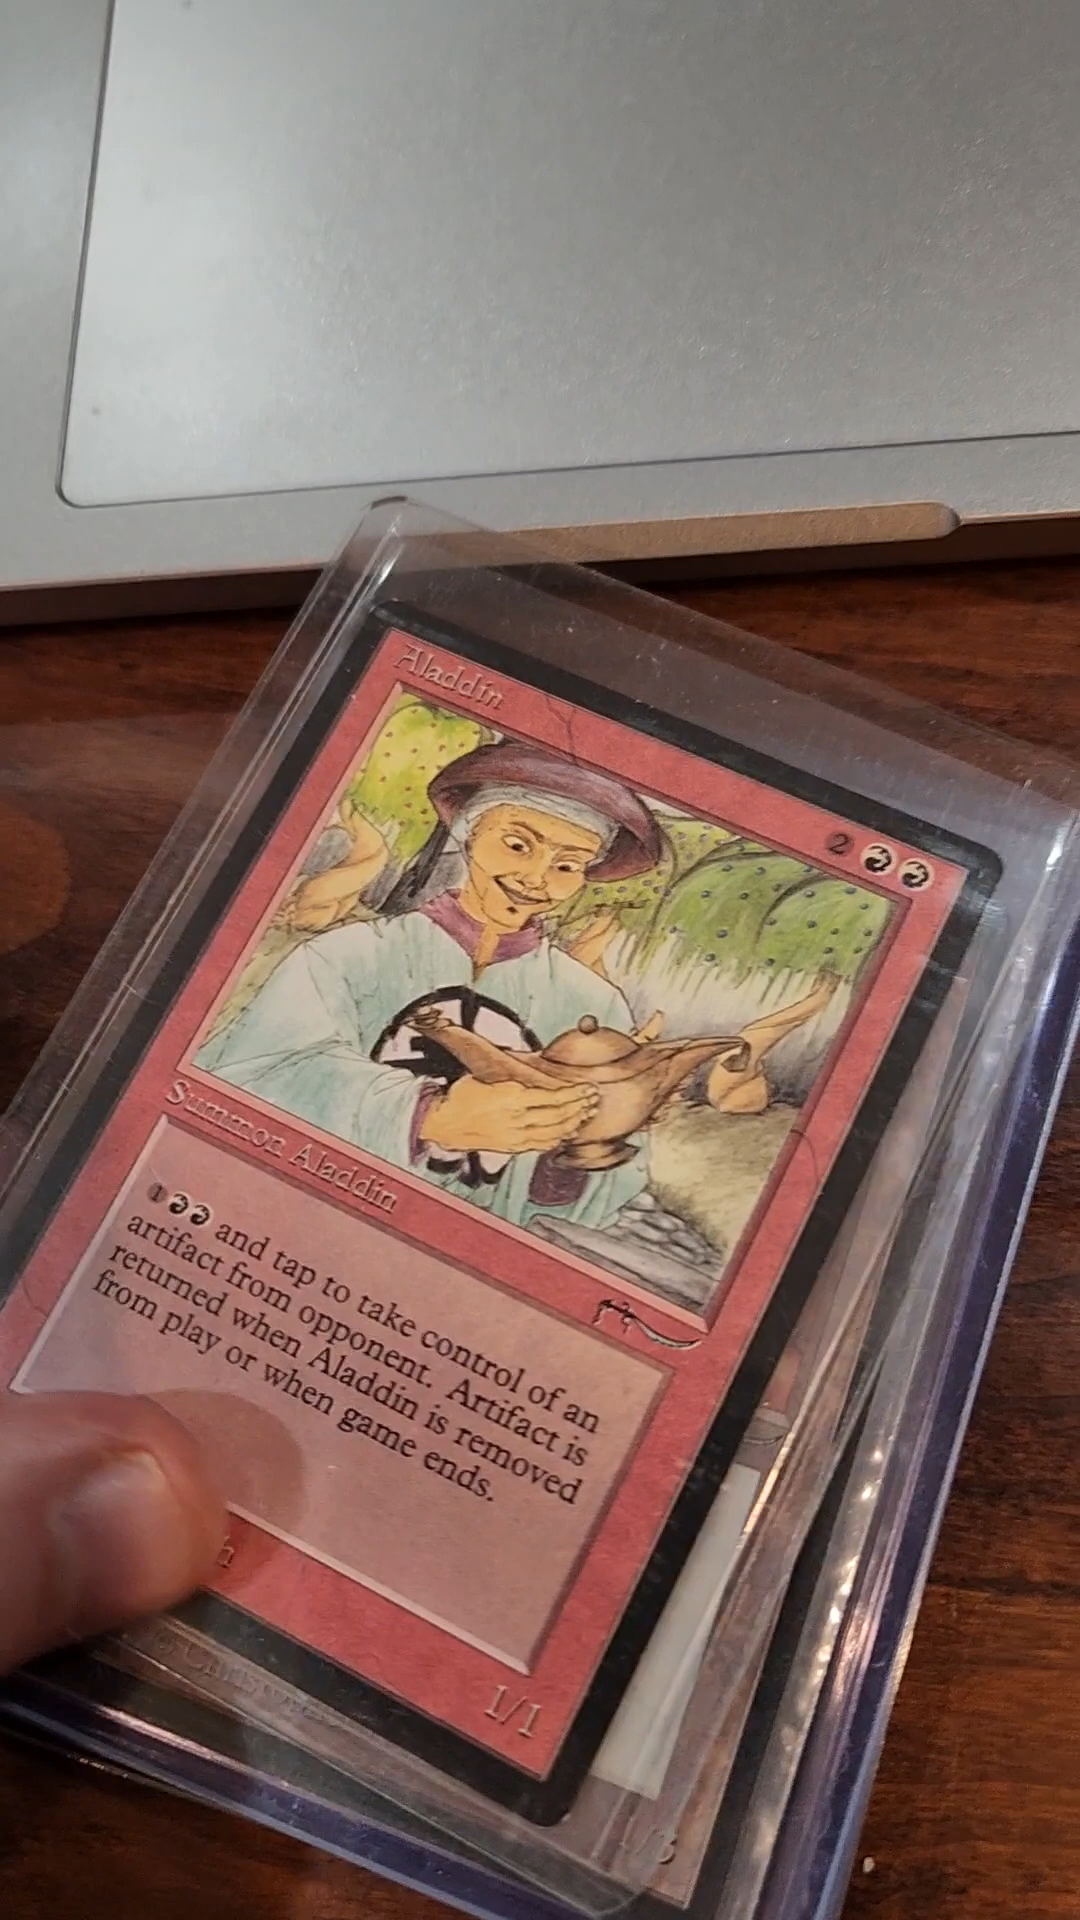 Aladdin
2
Summon Aladdin
1 and tap to take control of an
artifact from opponent. Artifact is
returned when Aladdin is removed
from play or when game ends.
1/1